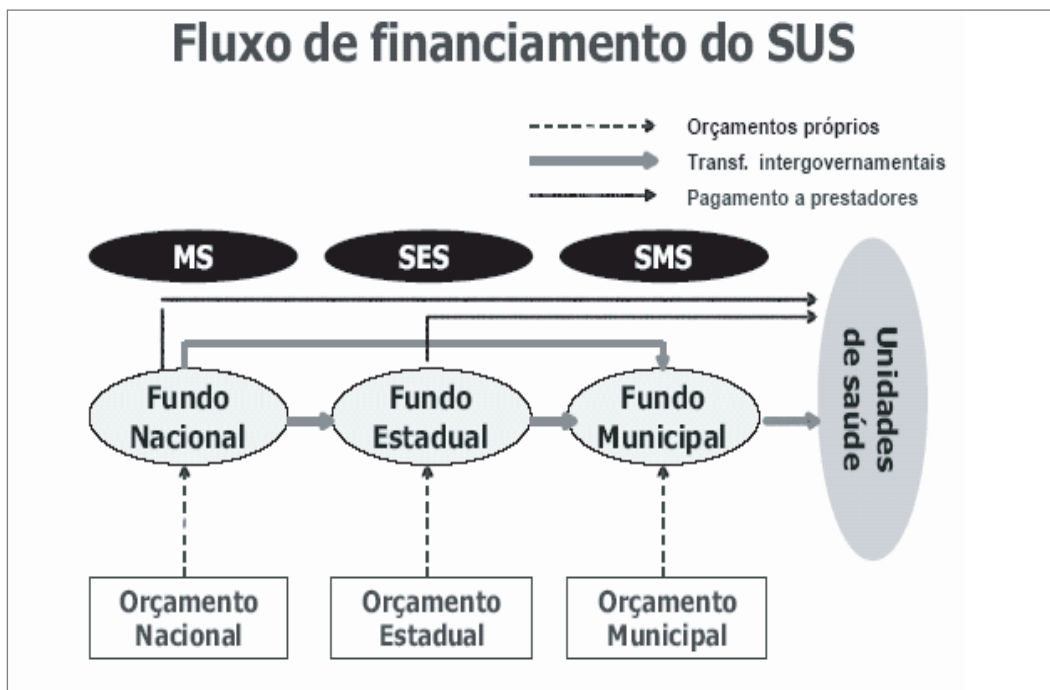 Fluxo de financiamento do SUS
Orçamentos próprios
Transf. intergovernamentais
Pagamento a prestadores
MS
SES
SMS
Unidades
de saúde
Fundo
Nacional
Fundo
Estadual
Fundo
Municipal
Orçamento
Nacional
Orçamento
Estadual
Orçamento
Municipal